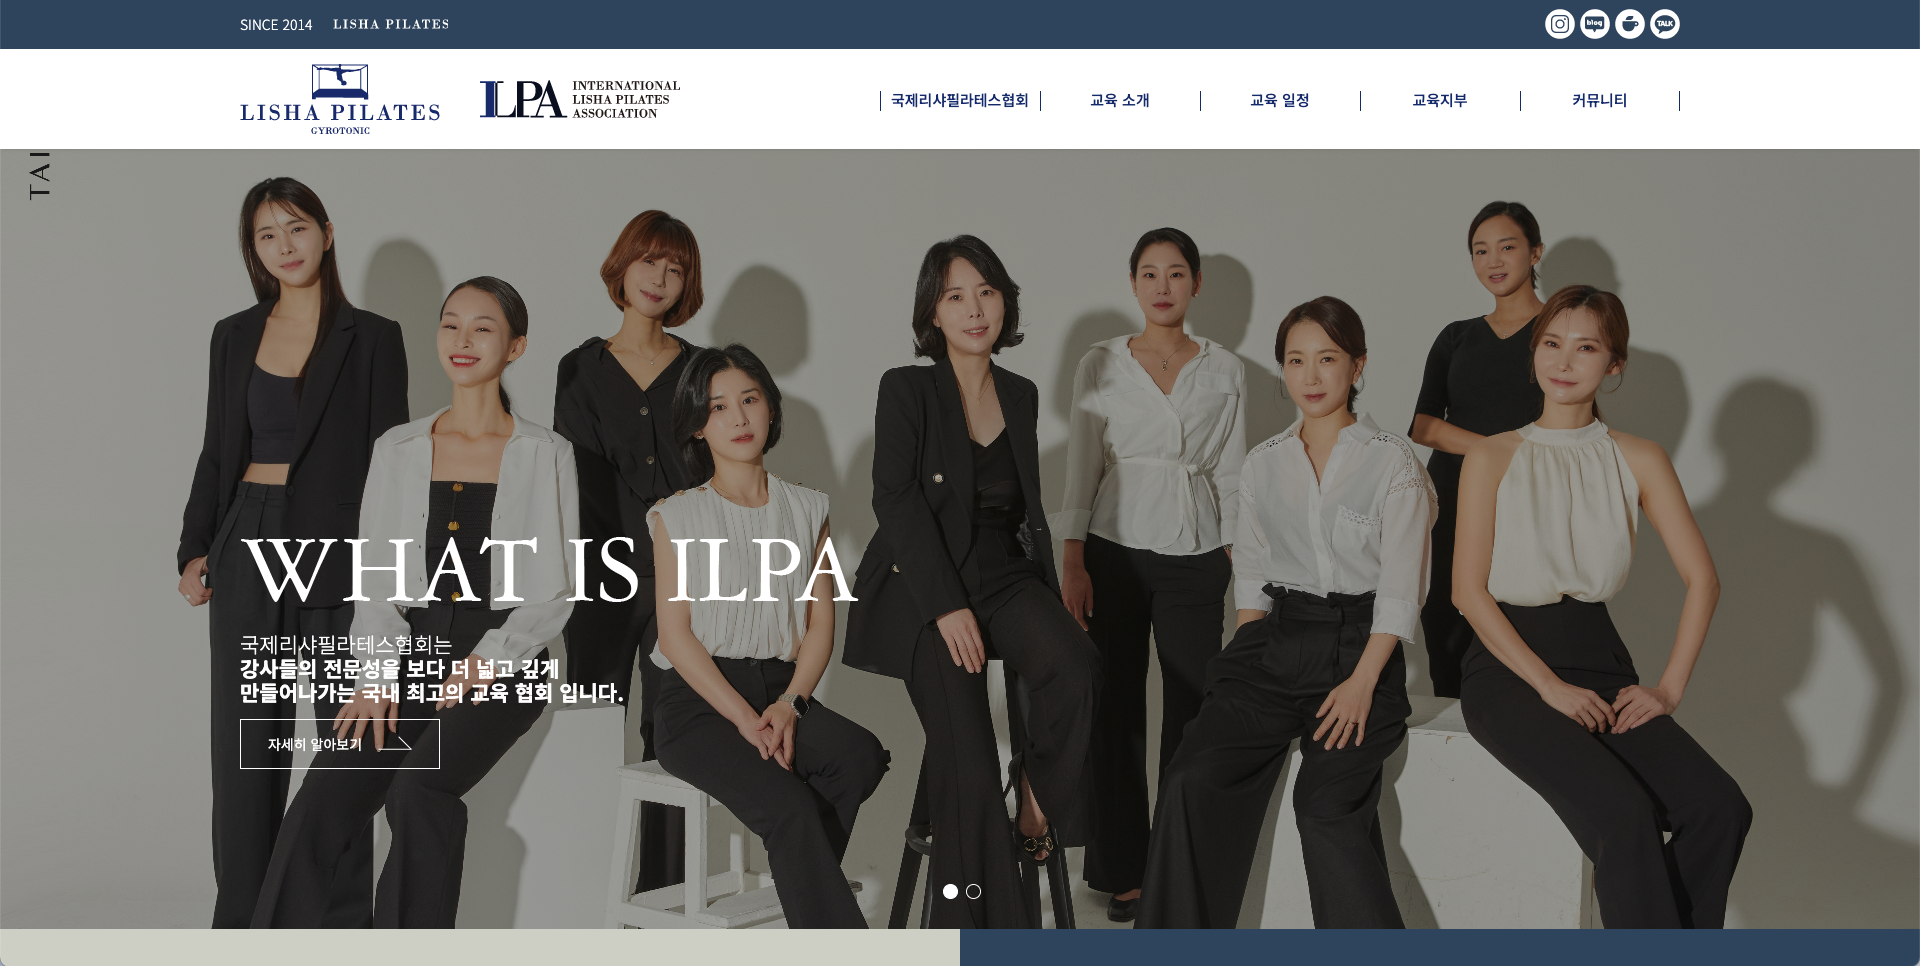 SINCE 2014 LISHA PILATES
blog
TALK
LISHA PILATES
GYROTONIC
ILPA
INTERNATIONAL
LISHA PILATES
ASSOCIATION
국제리샤필라테스협회
교육 소개
교육 일정
교육지부
커뮤니티
TAI
WHAT IS ILPA
국제리샤필라테스협회는
강사들의 전문성을 보다 더 넓고 깊게
만들어나가는 국내 최고의 교육 협회 입니다.
자세히 알아보기